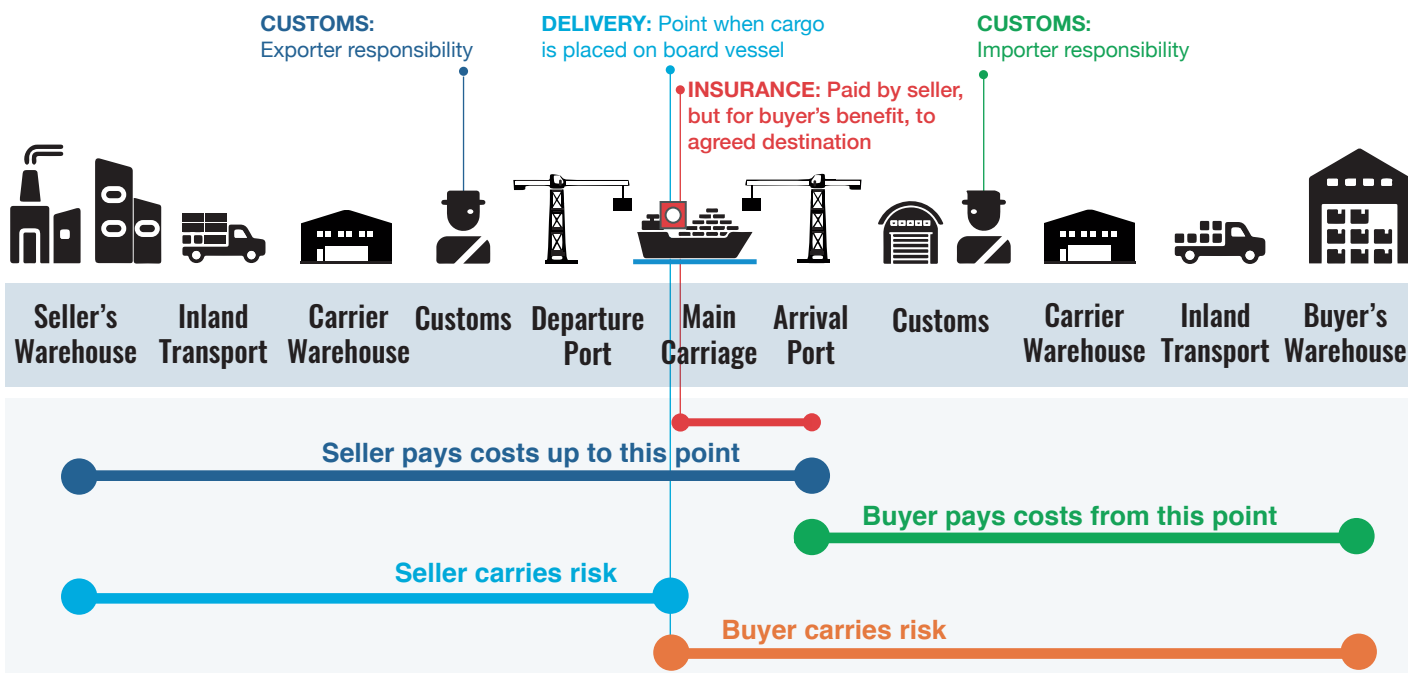 CUSTOMS:
Exporter responsibility
DELIVERY: Point when cargo
is placed on board vessel
CUSTOMS:
Importer responsibility
INSURANCE: Paid by seller,
but for buyer's benefit, to
agreed destination
Seller's
Warehouse
Inland
Transport
Carrier
Warehouse
Customs
Departure
Port
Main
Carriage
Arrival
Port
Customs
Carrier
Warehouse
Inland
Transport
Buyer's
Warehouse
Seller pays costs up to this point
Buyer pays costs from this point
Seller carries risk
Buyer carries risk